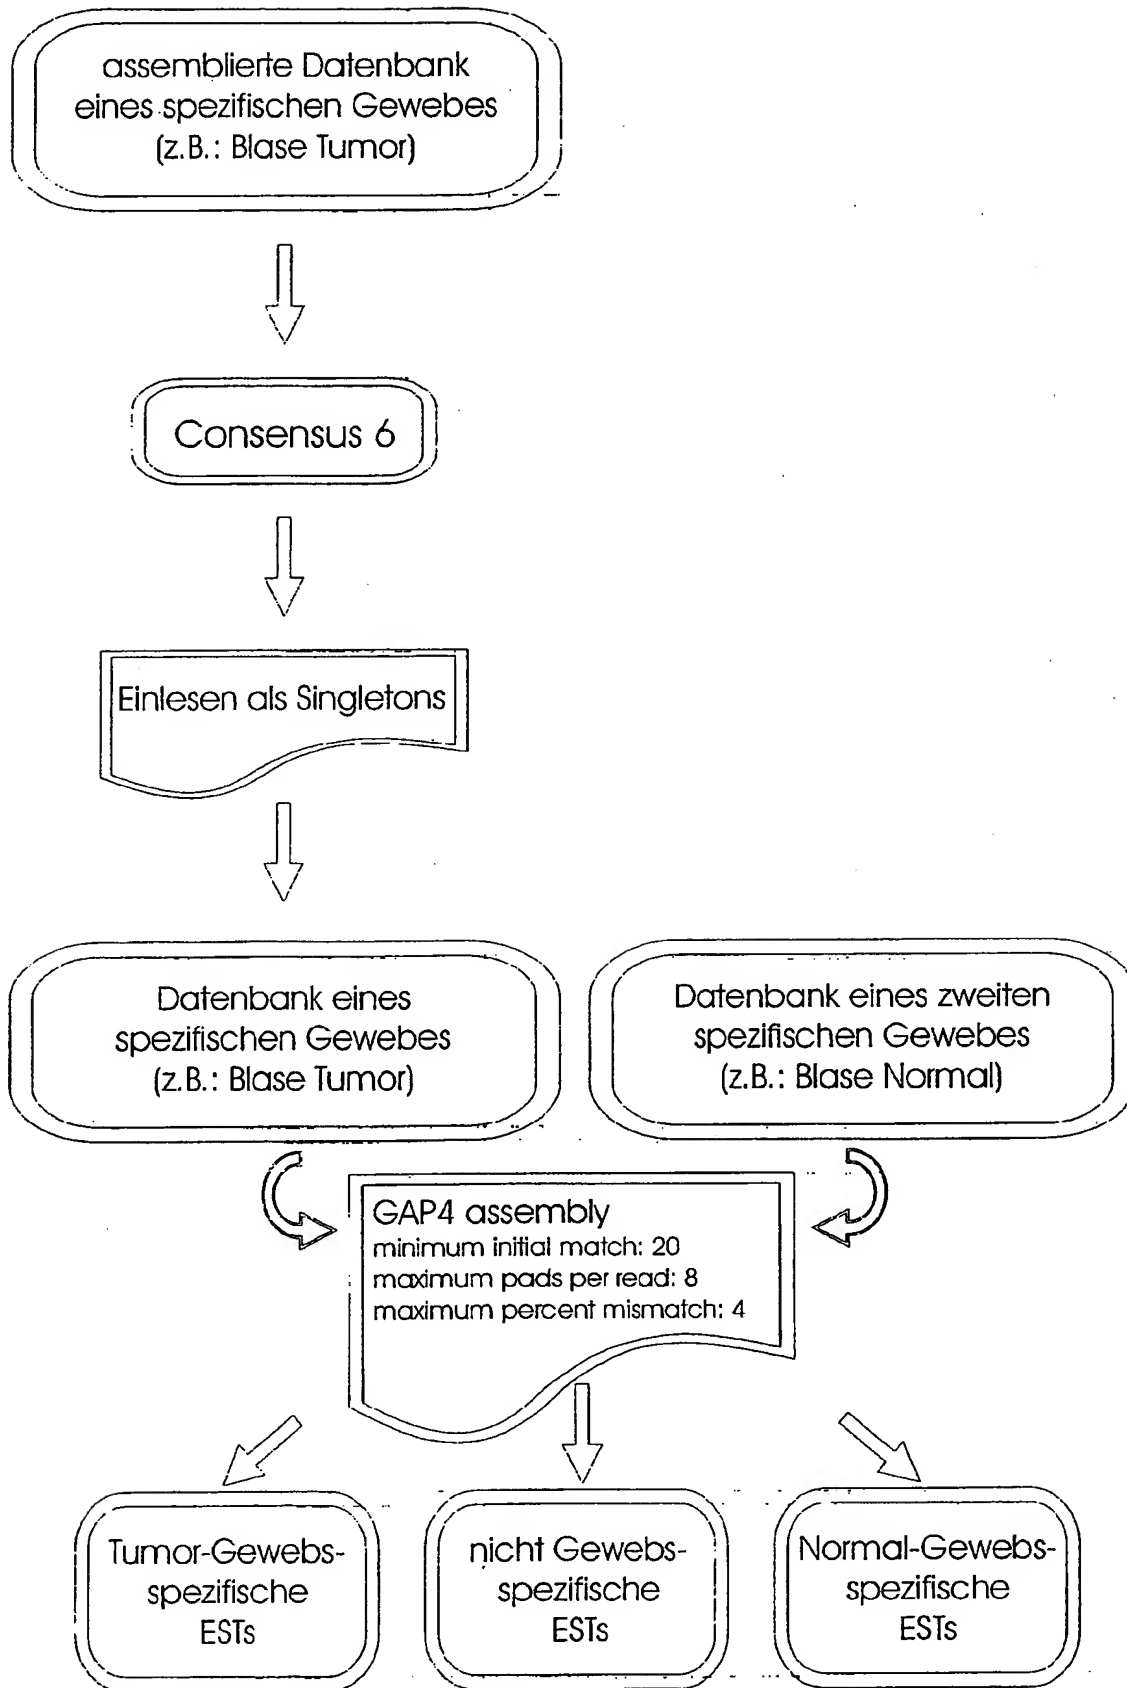 assemblierte Datenbank
eines spezifischen Gewebes
(z.B.: Blase Tumor)
Consensus 6
Einlesen als Singletons
Datenbank eines
spezifischen Gewebes
(z.B.: Blase Tumor)
Datenbank eines zweiten
spezifischen Gewebes
(z.B.: Blase Normal)
GAP4 assembly
minimum initial match: 20
maximum pads per read: 8
maximum percent mismatch: 4
Tumor-Gewebs-
spezifische
ESTs
nicht Gewebs-
spezifische
ESTs
Normal-Gewebs-
spezifische
ESTs